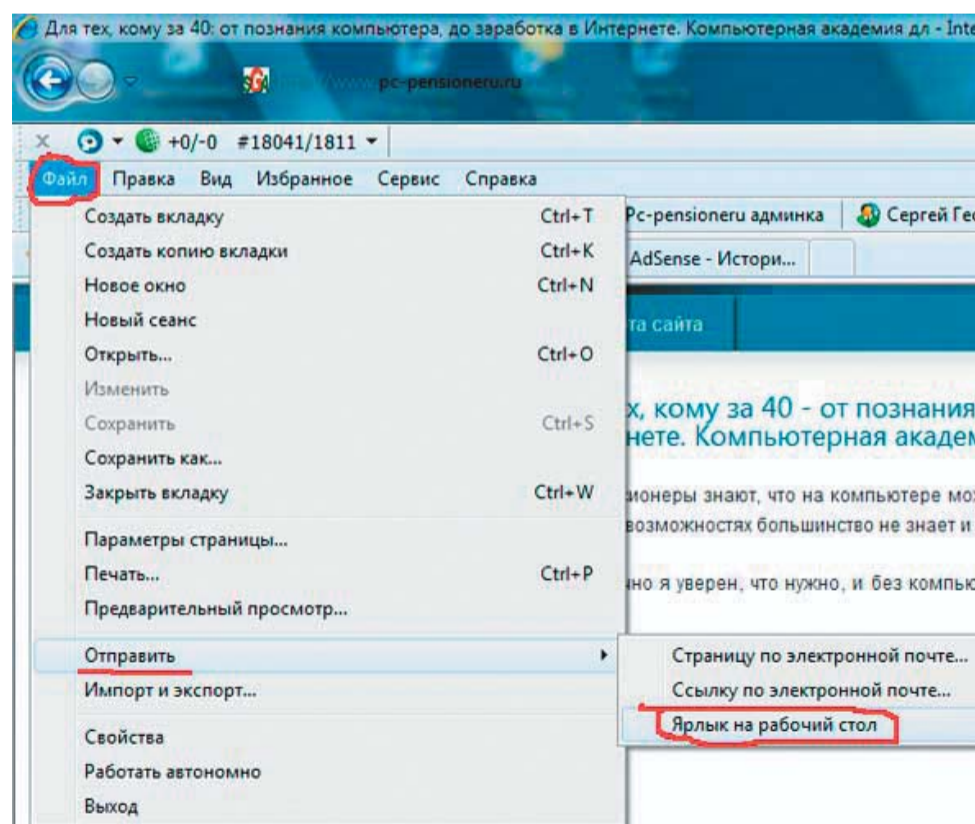 Для тех, кому за 40: от познания компьютера, до заработка в Интернете. Компьютерная академия дл - Inte
www.pc-pensioneru.ru
x +0/-0 #18041/1811
Файл Правка Вид Избранное Сервис Справка
Создать вкладку Ctrl+T
Pc-pensioneru админка Сергей Гео
Создать копию вкладки Ctrl+K
AdSense - Истори...
Новое окно Ctrl+N
Новый сеанс
та сайта
Открыть... Ctrl+O
Изменить
Сохранить Ctrl+S
х, кому за 40 - от познания
нете. Компьютерная академ
Сохранить как...
Закрыть вкладку Ctrl+W
ионеры знают, что на компьютере мож
возможностях большинство не знает и
Параметры страницы...
Печать... Ctrl+P
чно я уверен, что нужно, и без компью
Предварительный просмотр...
Отправить
Страницу по электронной почте...
Импорт и экспорт...
Ссылку по электронной почте...
Ярлык на рабочий стол
Свойства
Работать автономно
Выход